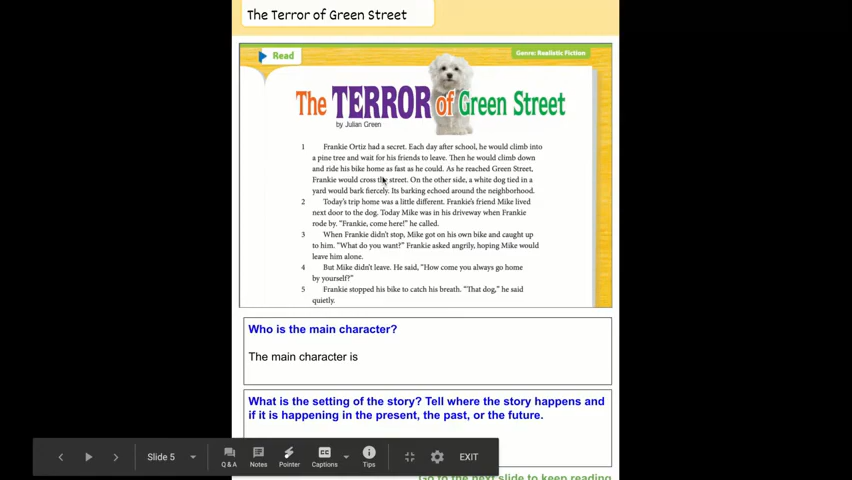 The Terror of Green Street
Read
Genre: Realistic Fiction
The TERROR of Green Street
by Julian Green
1 Frankie Ortiz had a secret. Each day after school, he would climb into
a pine tree and wait for his friends to leave. Then he would climb down
and ride his bike home as fast as he could. As he reached Green Street,
Frankie would cross the street. On the other side, a white dog tied in a
yard would bark fiercely. Its barking echoed around the neighborhood.
2 Today's trip home was a little different. Frankie's friend Mike lived
next door to the dog. Today Mike was in his driveway when Frankie
rode by. "Frankie, come here!" he called.
3 When Frankie didn't stop, Mike got on his own bike and caught up
to him. "What do you want?" Frankie asked angrily, hoping Mike would
leave him alone.
4 But Mike didn't leave. He said, "How come you always go home
by yourself?"
5 Frankie stopped his bike to catch his breath. "That dog," he said
quietly.
Who is the main character?
The main character is
What is the setting of the story? Tell where the story happens and
if it is happening in the present, the past, or the future.
Slide 5
Q & A
Notes
Pointer
Captions
Tips
EXIT
Go to the next slide to keep reading